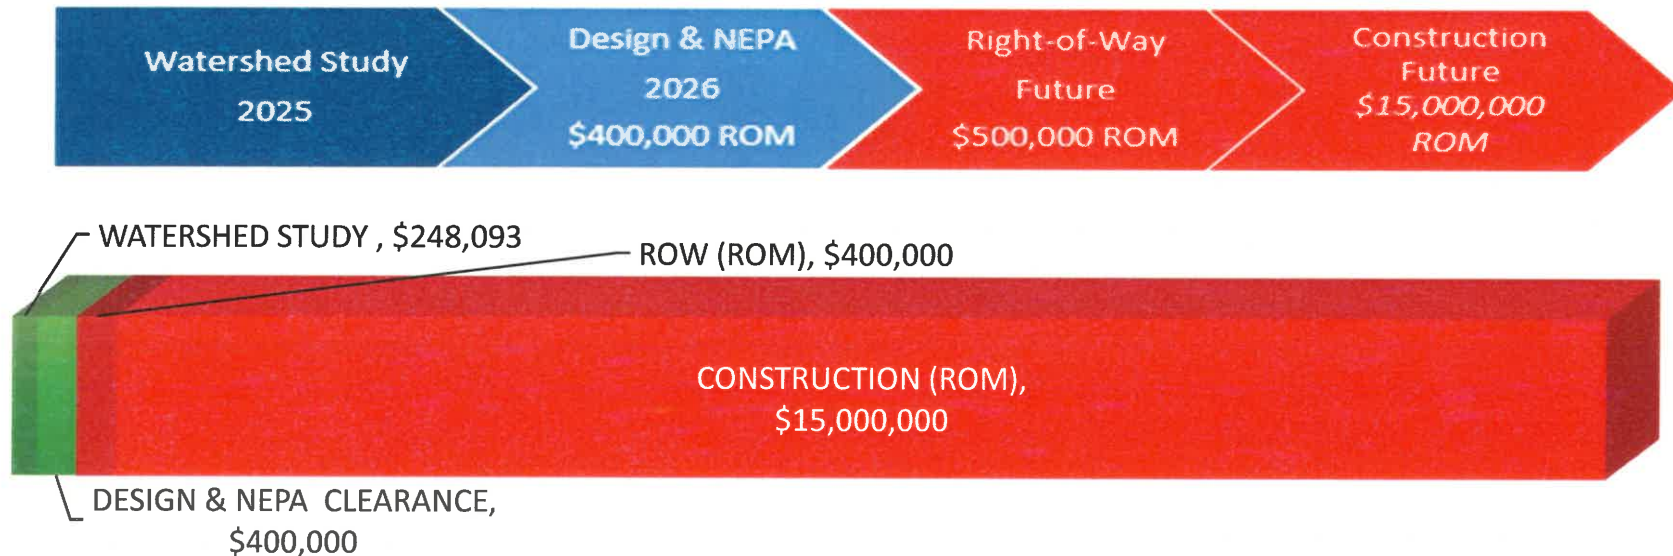 Watershed Study
2025
Design & NEPA
2026
$400,000 ROM
Right-of-Way
Future
$500,000 ROM
Construction
Future
$15,000,000
ROM
WATERSHED STUDY , $248,093
ROW (ROM), $400,000
CONSTRUCTION (ROM),
$15,000,000
DESIGN & NEPA CLEARANCE,
$400,000